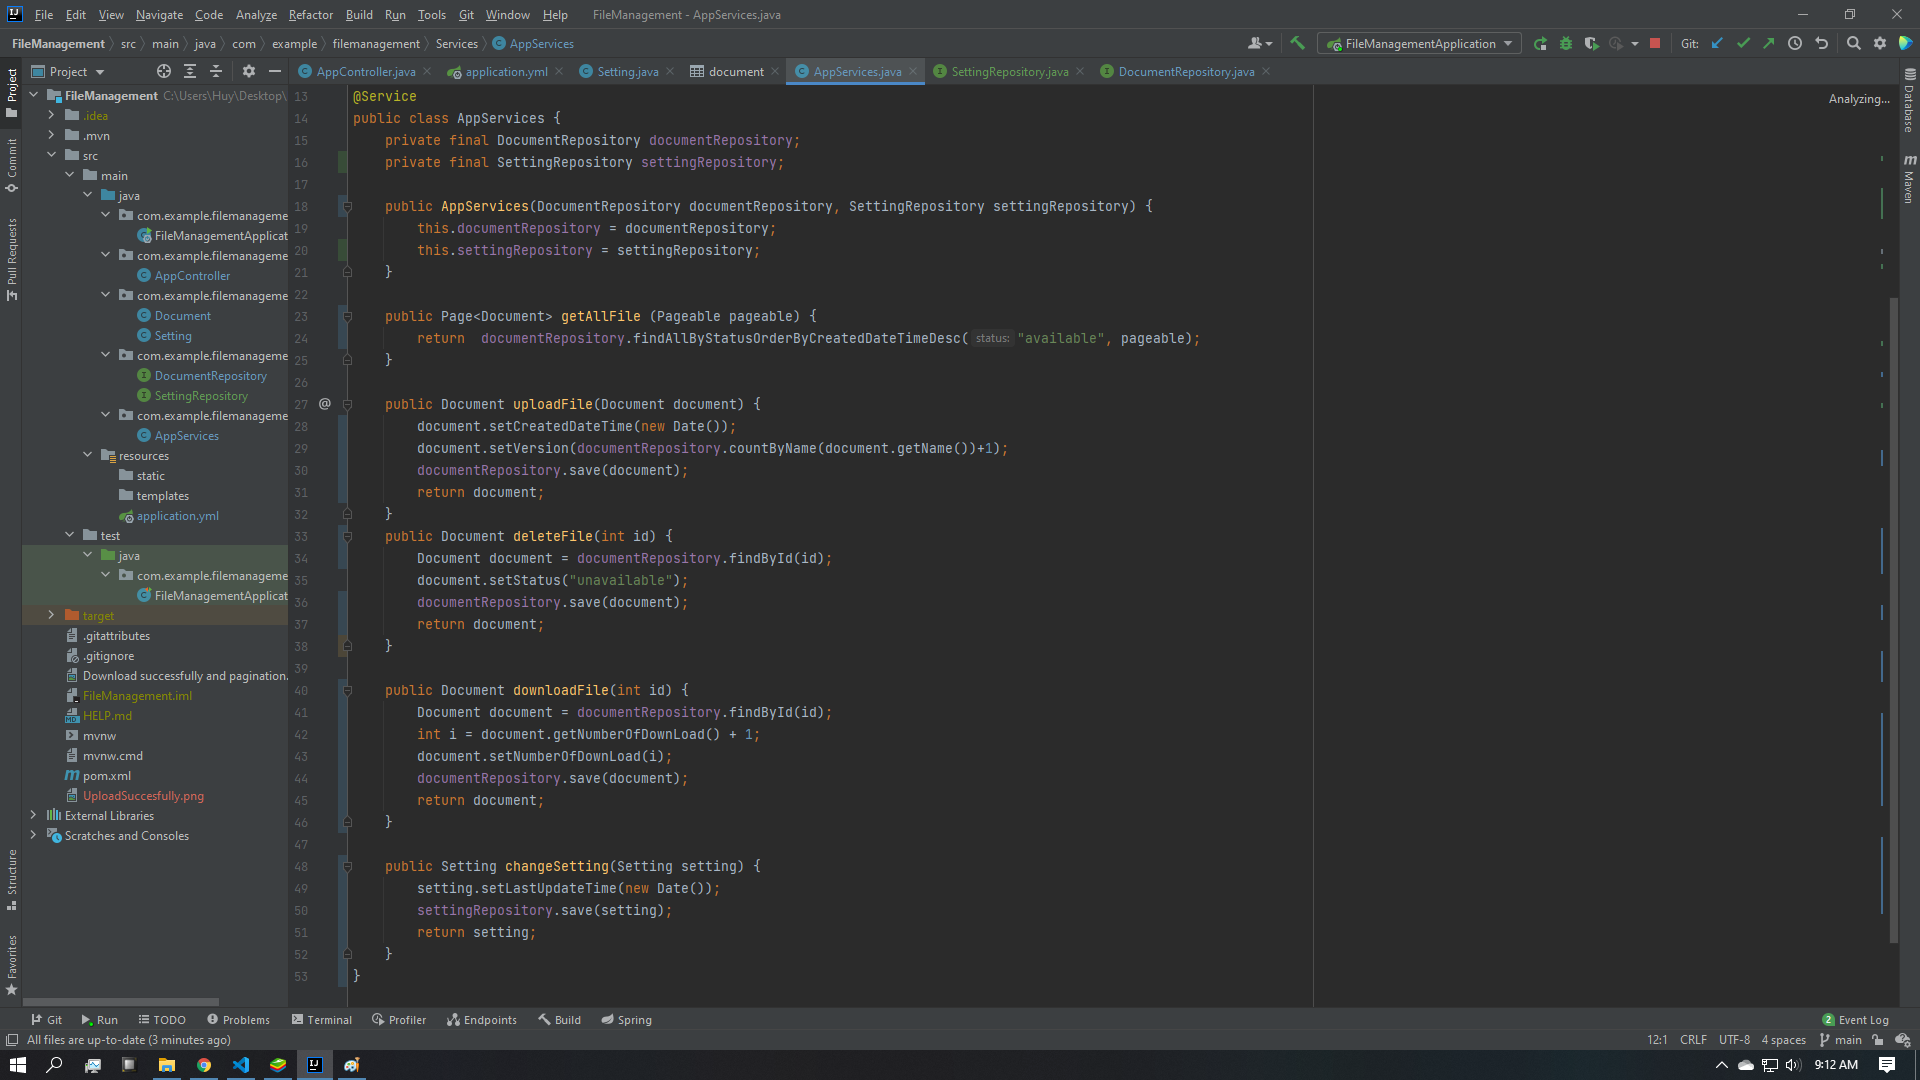 File Edit View Navigate Code Analyze Refactor Build Run Tools Git Window Help FileManagement - AppServices.java
FileManagement src main java com example filemanagement Services AppServices FileManagementApplication Git:
Project AppController.java application.yml Setting.java document AppServices.java SettingRepository.java DocumentRepository.java
Project
Commit
Pull Requests
Structure
Favorites
FileManagement C:\Users\Huy\Desktop\
.idea
.mvn
src
main
java
com.example.filemanageme
FileManagementApplicat
com.example.filemanageme
AppController
com.example.filemanageme
Document
Setting
com.example.filemanageme
DocumentRepository
SettingRepository
com.example.filemanageme
AppServices
resources
static
templates
application.yml
test
java
com.example.filemanageme
FileManagementApplicat
target
.gitattributes
.gitignore
Download successfully and pagination.
FileManagement.iml
HELP.md
mvnw
mvnw.cmd
pom.xml
UploadSuccesfully.png
External Libraries
Scratches and Consoles
13 @Service
14 public class AppServices {
15 private final DocumentRepository documentRepository;
16 private final SettingRepository settingRepository;
17
18 public AppServices(DocumentRepository documentRepository, SettingRepository settingRepository) {
19 this.documentRepository = documentRepository;
20 this.settingRepository = settingRepository;
21 }
22
23 public Page<Document> getAllFile (Pageable pageable) {
24 return documentRepository.findAllByStatusOrderByCreatedDateTimeDesc( status: "available", pageable);
25 }
26
27 @ public Document uploadFile(Document document) {
28 document.setCreatedDateTime(new Date());
29 document.setVersion(documentRepository.countByName(document.getName())+1);
30 documentRepository.save(document);
31 return document;
32 }
33 public Document deleteFile(int id) {
34 Document document = documentRepository.findById(id);
35 document.setStatus("unavailable");
36 documentRepository.save(document);
37 return document;
38 }
39
40 public Document downloadFile(int id) {
41 Document document = documentRepository.findById(id);
42 int i = document.getNumberOfDownLoad() + 1;
43 document.setNumberOfDownLoad(i);
44 documentRepository.save(document);
45 return document;
46 }
47
48 public Setting changeSetting(Setting setting) {
49 setting.setLastUpdateTime(new Date());
50 settingRepository.save(setting);
51 return setting;
52 }
53 }
Analyzing...
Database
Maven
Git Run TODO Problems Terminal Profiler Endpoints Build Spring 2 Event Log
All files are up-to-date (3 minutes ago) 12:1 CRLF UTF-8 4 spaces main
9:12 AM